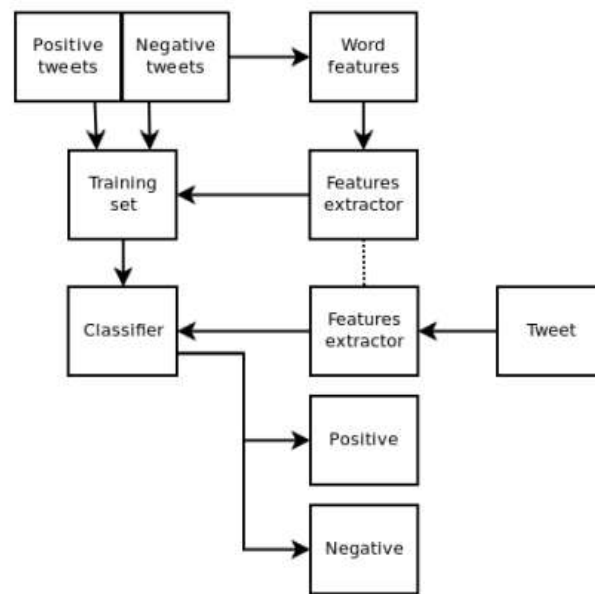 Positive
tweets
Negative
tweets
Word
features
Training
set
Features
extractor
Classifier
Features
extractor
Tweet
Positive
Negative